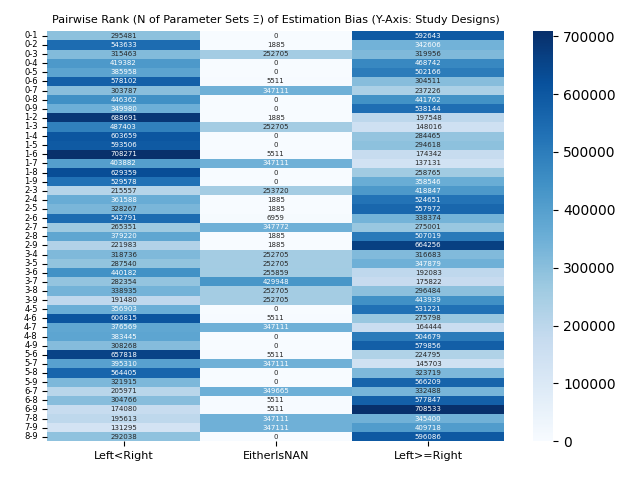 Pairwise Rank (N of Parameter Sets Ξ) of Estimation Bias (Y-Axis: Study Designs)
0-1 295481 0 592643
0-2 543633 1885 342606
0-3 315463 252705 319956
0-4 419382 0 468742
0-5 385958 0 502166
0-6 578102 5511 304511
0-7 303787 347111 237226
0-8 446362 0 441762
0-9 349980 0 538144
1-2 688691 1885 197548
1-3 487403 252705 148016
1-4 603659 0 284465
1-5 593506 0 294618
1-6 708271 5511 174342
1-7 403882 347111 137131
1-8 629359 0 258765
1-9 529578 0 358546
2-3 215557 253720 418847
2-4 361588 1885 524651
2-5 328267 1885 557972
2-6 542791 6959 338374
2-7 265351 347772 275001
2-8 379220 1885 507019
2-9 221983 1885 664256
3-4 318736 252705 316683
3-5 287540 252705 347879
3-6 440182 255859 192083
3-7 282354 429948 175822
3-8 338935 252705 296484
3-9 191480 252705 443939
4-5 356903 0 531221
4-6 606815 5511 275798
4-7 376569 347111 164444
4-8 383445 0 504679
4-9 308268 0 579856
5-6 657818 5511 224795
5-7 395310 347111 145703
5-8 564405 0 323719
5-9 321915 0 566209
6-7 205971 349665 332488
6-8 304766 5511 577847
6-9 174080 5511 708533
7-8 195613 347111 345400
7-9 131295 347111 409718
8-9 292038 0 596086
Left<Right EitherIsNAN Left>=Right
700000
600000
500000
400000
300000
200000
100000
0